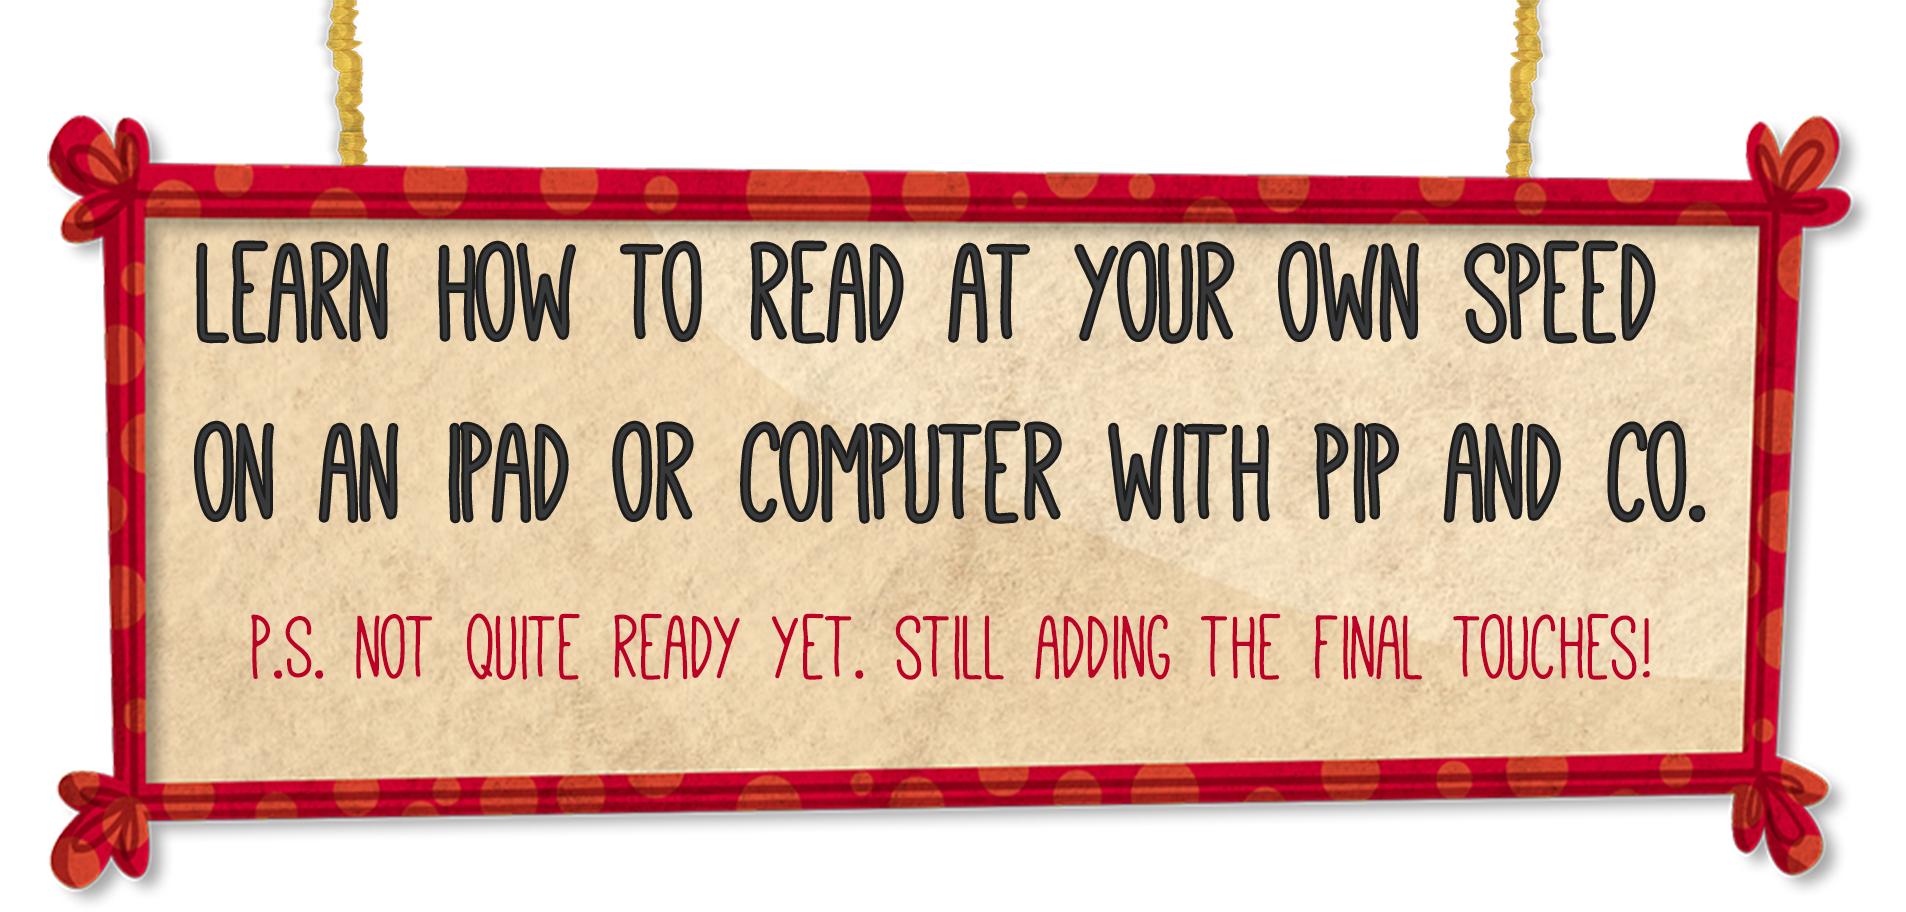 LEARN HOW TO READ AT YOUR OWN SPEED
ON AN IPAD OR COMPUTER WITH PIP AND CO.
P.S. NOT QUITE READY YET. STILL ADDING THE FINAL TOUCHES!